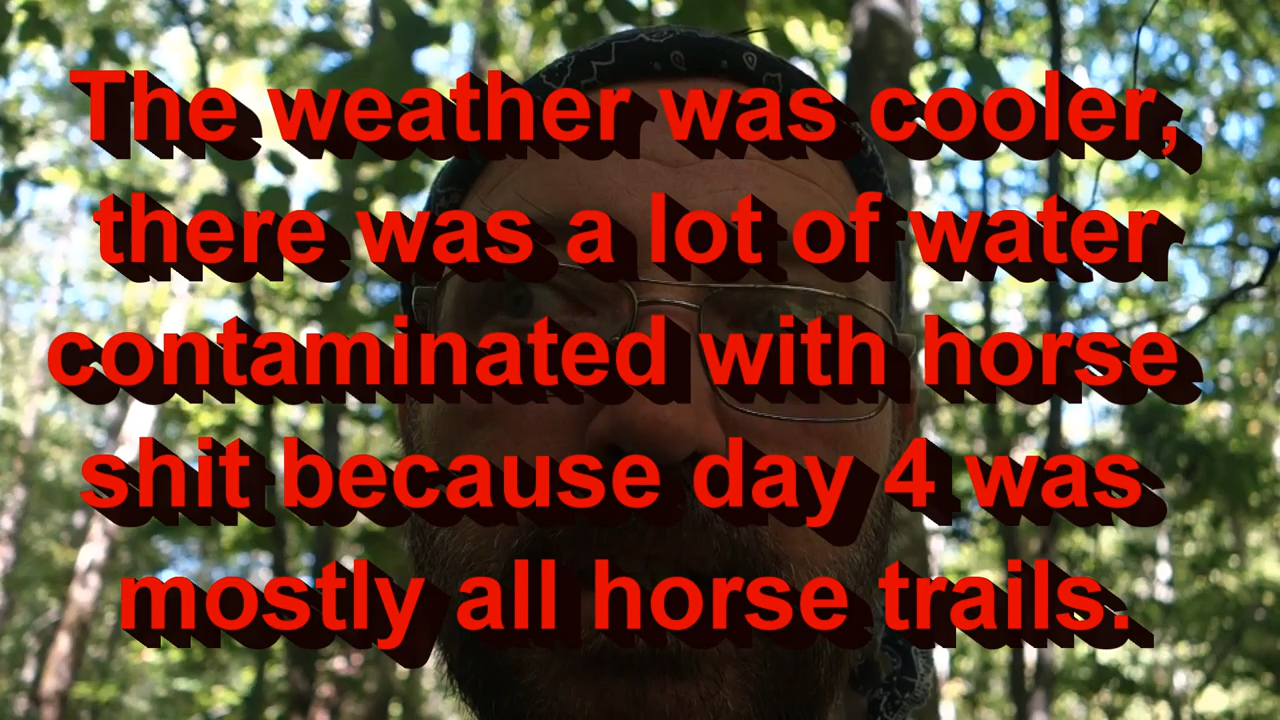 The weather was cooler,
there was a lot of water
contaminated with horse
shit because day 4 was
mostly all horse trails.